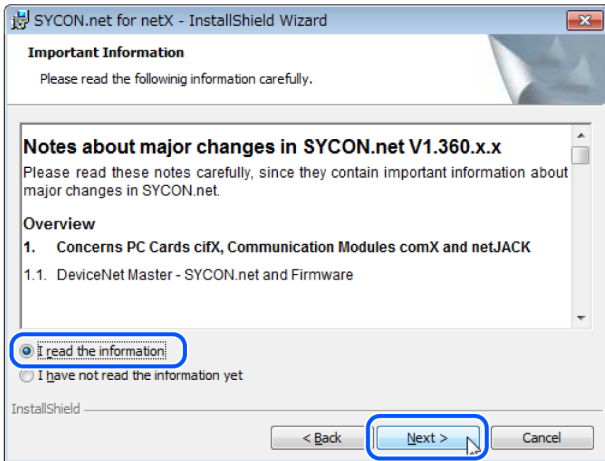 SYCON.net for netX - InstallShield Wizard
Important Information
Please read the followinig information carefully.
Notes about major changes in SYCON.net V1.360.x.x
Please read these notes carefully, since they contain important information about
major changes in SYCON.net.
Overview
1. Concerns PC Cards cifX, Communication Modules comX and netJACK
1.1. DeviceNet Master - SYCON.net and Firmware
I read the information
I have not read the information yet
InstallShield
< Back Next > Cancel